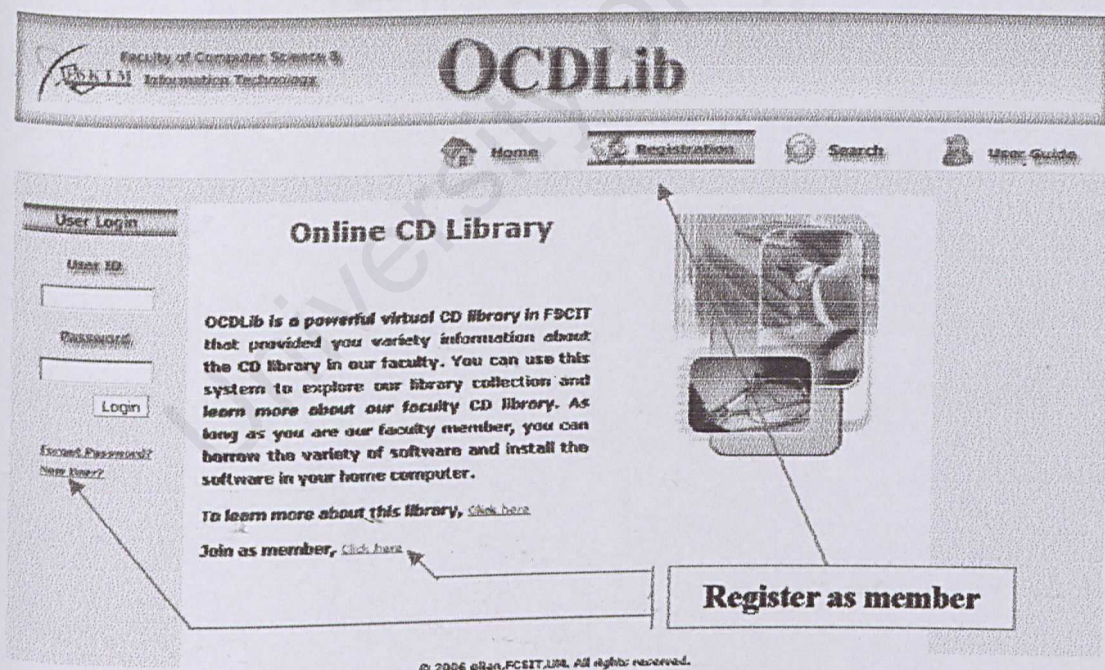 Faculty of Computer Science &
Information Technology
FSKTM
OCDLib
Home
Registration
Search
User Guide
User Login
User ID
Password
Login
Forgot Password?
New User?
Online CD Library
OCDLib is a powerful virtual CD library in FSCIT
that provided you variety information about
the CD library in our faculty. You can use this
system to explore our library collection and
learn more about our faculty CD library. As
long as you are our faculty member, you can
borrow the variety of software and install the
software in your home computer.
To learn more about this library, Click here
Join as member, Click here
Register as member
© 2006 FCSIT,UM. All rights reserved.